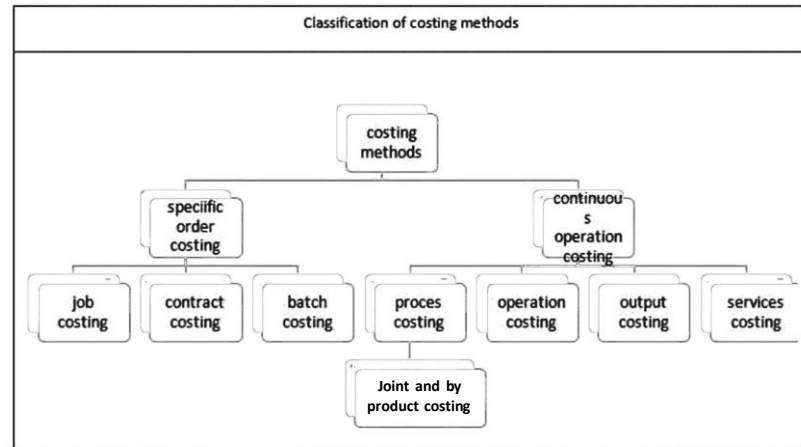 Classification of costing methods
costing
methods
speciific
order
costing
continuou
s
operation
costing
job
costing
contract
costing
batch
costing
proces
costing
operation
costing
output
costing
services
costing
Joint and by
product costing